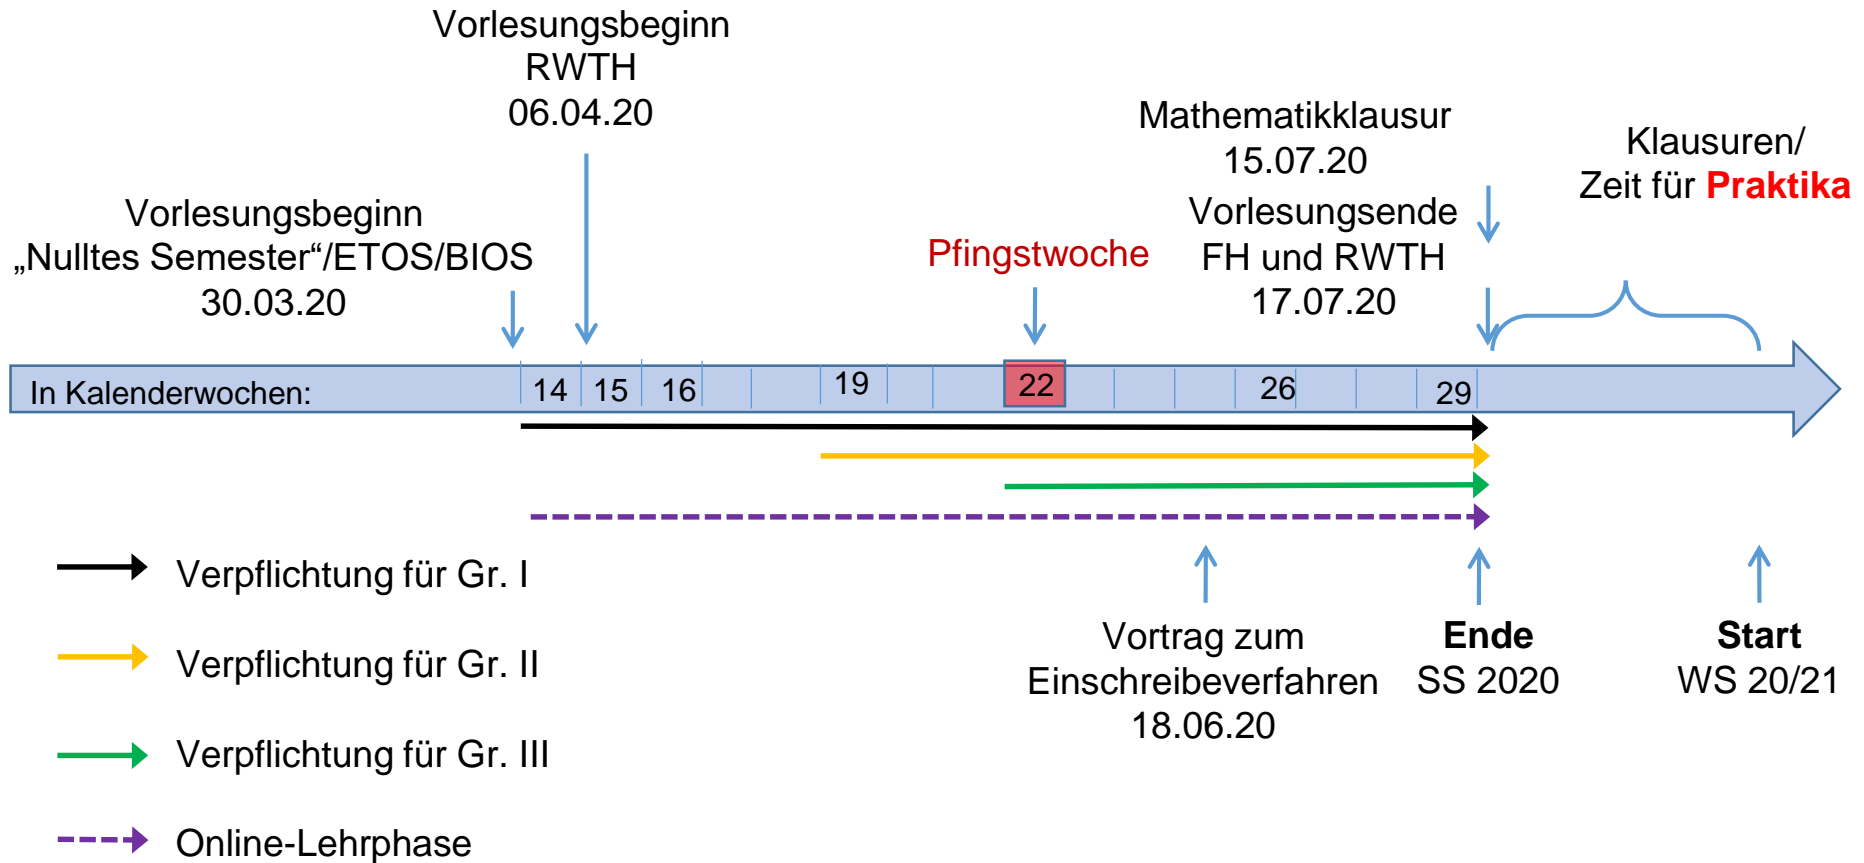 Vorlesungsbeginn
RWTH
06.04.20
Vorlesungsbeginn
„Nulltes Semester“/ETOS/BIOS
30.03.20
Pfingstwoche
Mathematikklausur
15.07.20
Vorlesungsende
FH und RWTH
17.07.20
Klausuren/
Zeit für Praktika
In Kalenderwochen: 14 15 16 19 22 26 29
Verpflichtung für Gr. I
Verpflichtung für Gr. II
Verpflichtung für Gr. III
Online-Lehrphase
Vortrag zum
Einschreibeverfahren
18.06.20
Ende
SS 2020
Start
WS 20/21